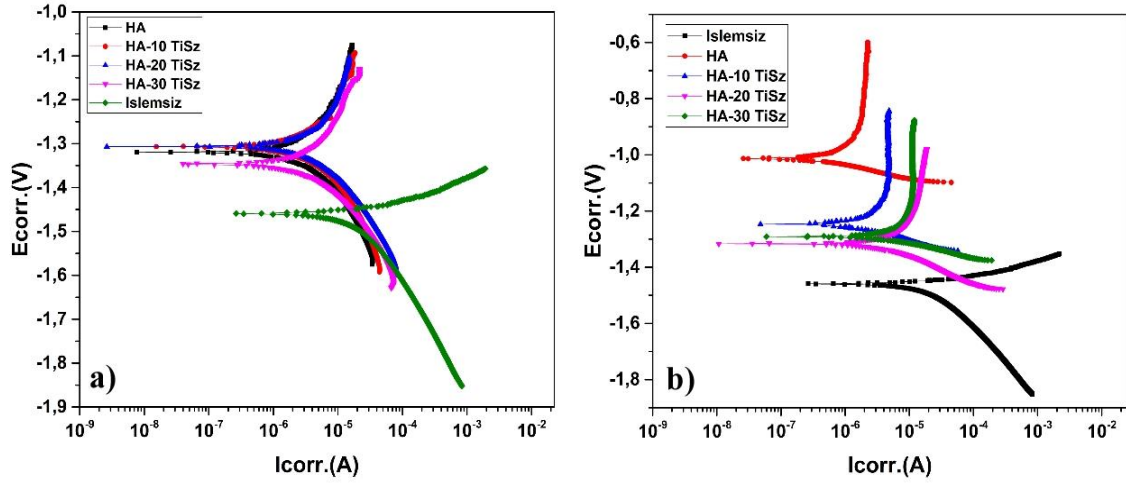 -1,0
-1,1
-1,2
-1,3
-1,4
-1,5
-1,6
-1,7
-1,8
-1,9
Ecorr.(V)
HA
HA-10 TiSz
HA-20 TiSz
HA-30 TiSz
Islemsiz
a)
10-9 10-8 10-7 10-6 10-5 10-4 10-3 10-2
Icorr.(A)
-0,6
-0,8
-1,0
-1,2
-1,4
-1,6
-1,8
Ecorr.(V)
Islemsiz
HA
HA-10 TiSz
HA-20 TiSz
HA-30 TiSz
b)
10-9 10-8 10-7 10-6 10-5 10-4 10-3 10-2
Icorr.(A)